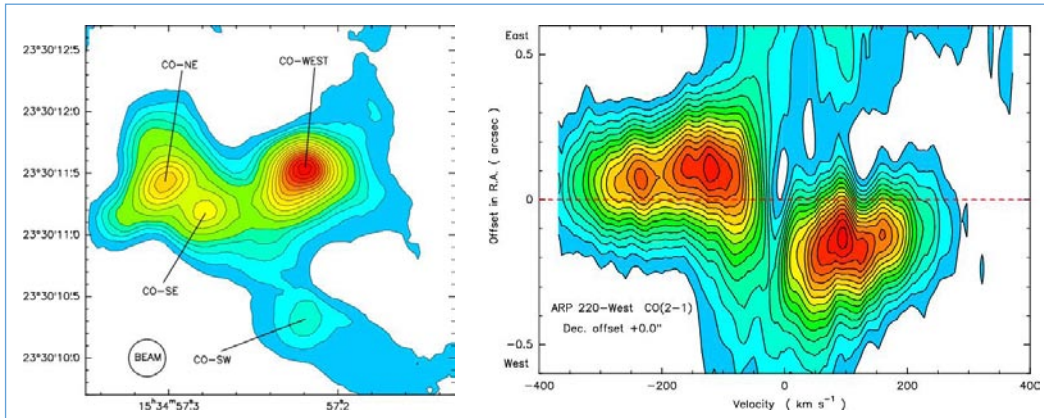 23°30'12".5
CO-NE
CO-WEST
23°30'12".0
23°30'11".5
23°30'11".0
CO-SE
23°30'10".5
BEAM
CO-SW
23°30'10".0
15ʰ34ᵐ57ˢ.3
57ˢ.2
East
0.5
Offset in R.A. ( arcsec )
0
ARP 220-West CO(2-1)
Dec. offset +0.0"
-0.5
West
-400
-200
0
200
400
Velocity ( km s⁻¹ )